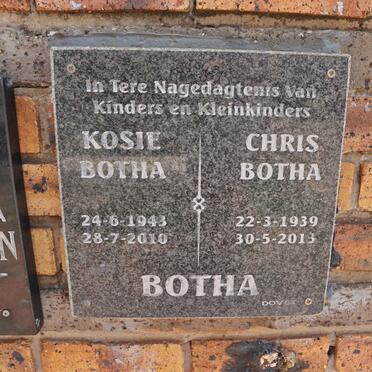 In Tere Nagedagtenis Van
Kinders en Kleinkinders
KOSIE
BOTHA
24-6-1943
28-7-2010
CHRIS
BOTHA
22-3-1939
30-5-2013
BOTHA